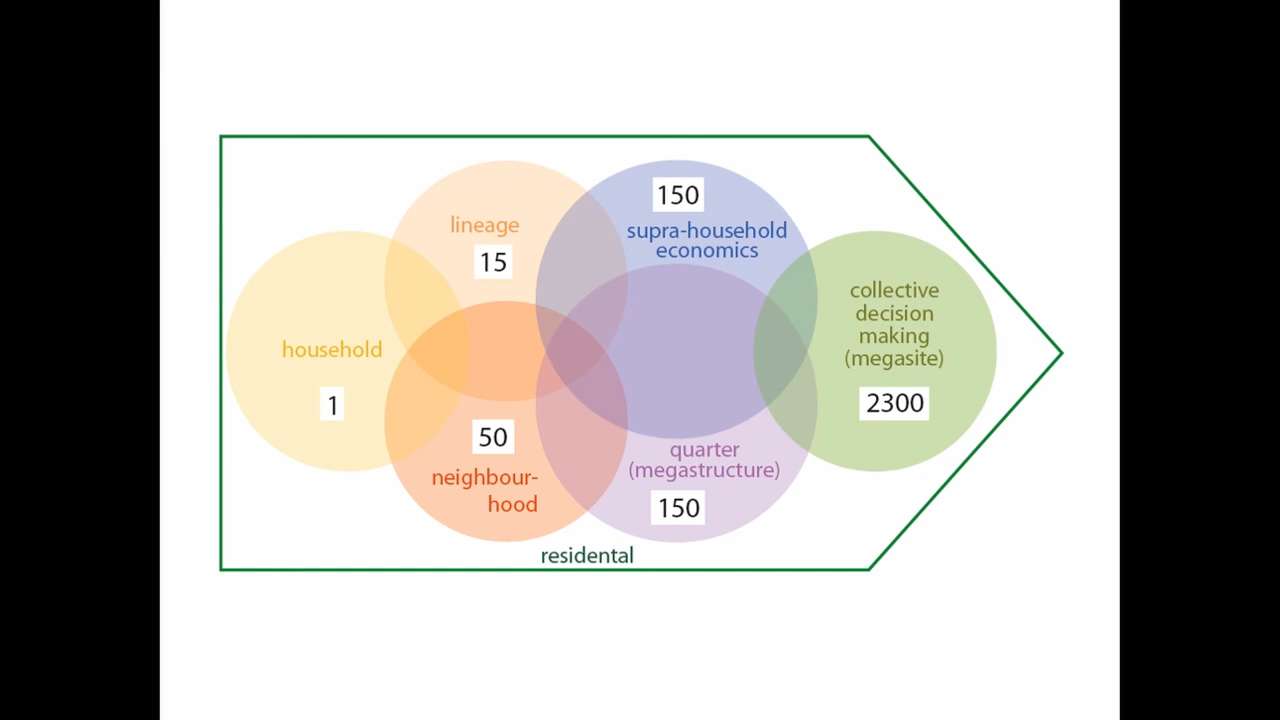 household
1
lineage
15
50
neighbour-
hood
150
supra-household
economics
quarter
(megastructure)
150
collective
decision
making
(megasite)
2300
residental